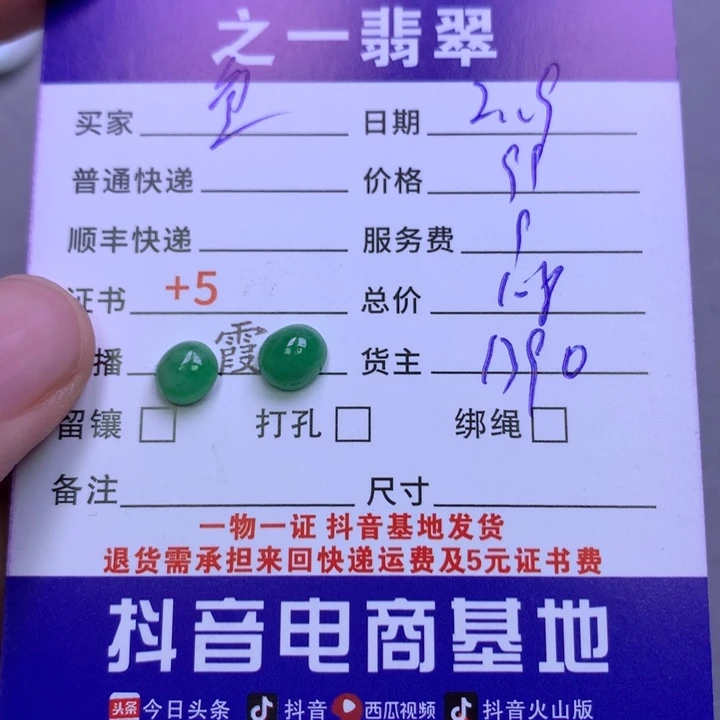 之一翡翠
买家 日期
普通快递 价格
顺丰快递 服务费
证书 +5 总价
播 霞 货主
留镶 打孔 绑绳
备注 尺寸
一物一证 抖音基地发货
退货需承担来回快递运费及5元证书费
抖音电商基地
头条 今日头条 抖音 西瓜视频 抖音火山版